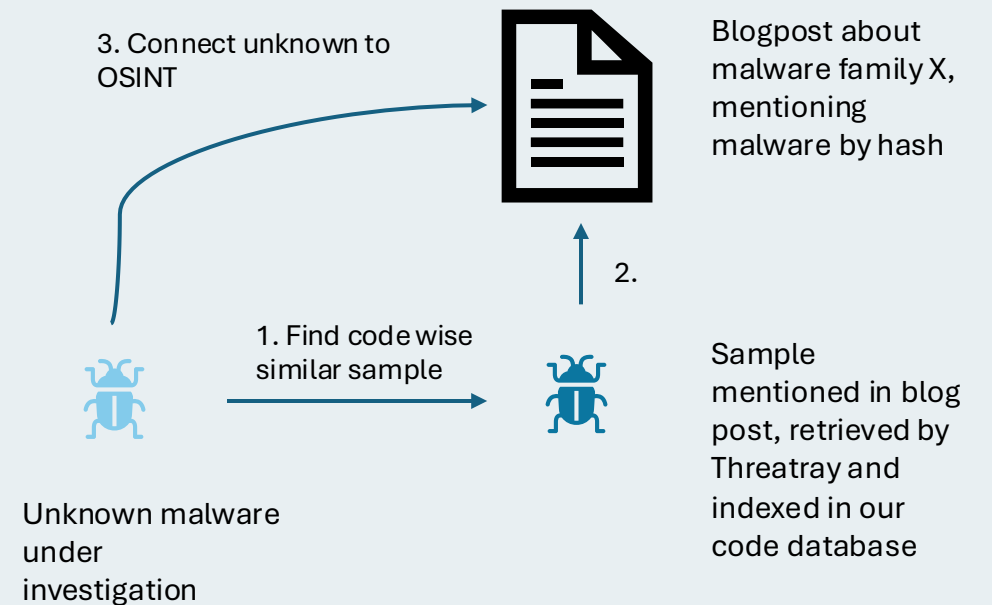 3. Connect unknown to
OSINT
Blogpost about
malware family X,
mentioning
malware by hash
2.
1. Find code wise
similar sample
Sample
mentioned in blog
post, retrieved by
Threatray and
indexed in our
code database
Unknown malware
under
investigation